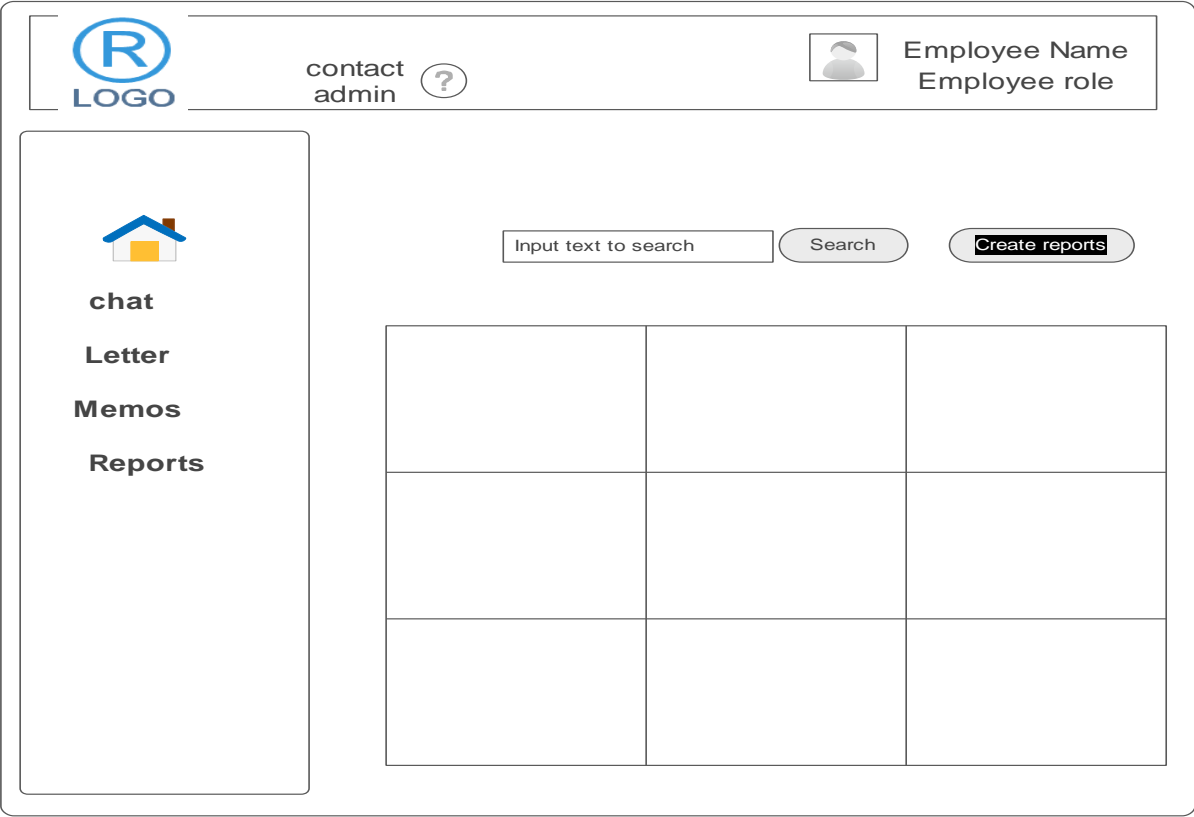 R
LOGO
contact
admin
?
Employee Name
Employee role
Input text to search
Search
Create reports
chat
Letter
Memos
Reports